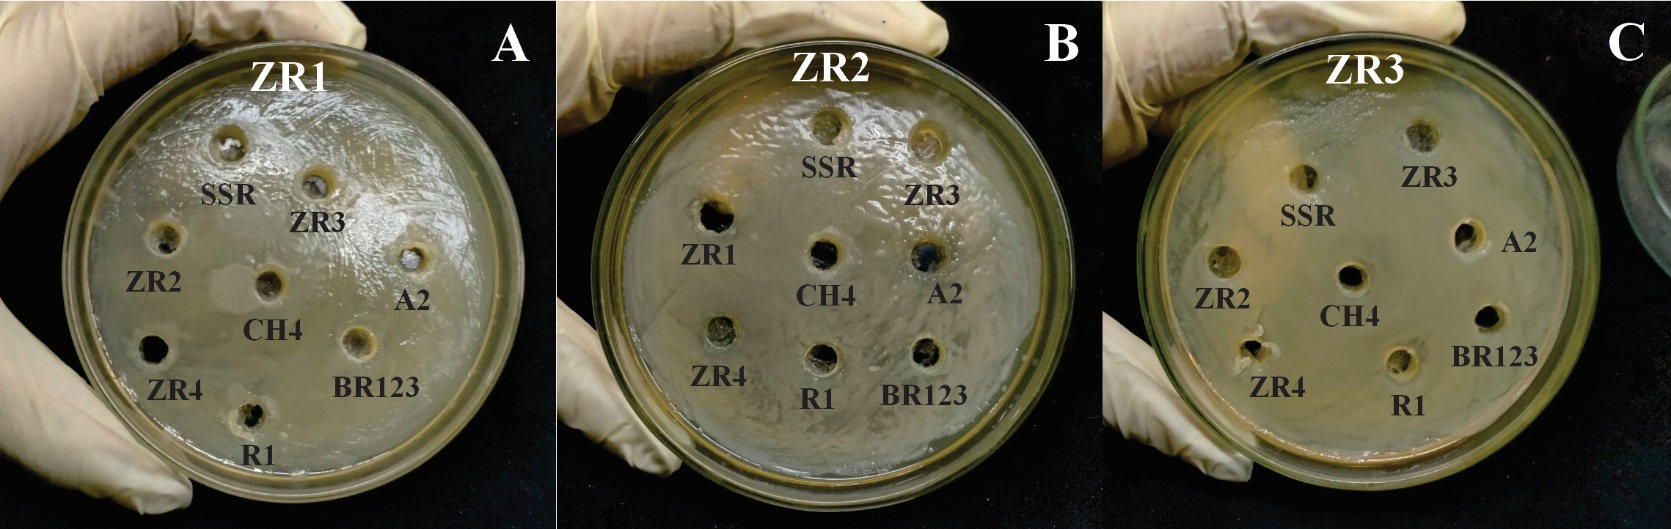 A
ZR1
SSR
ZR3
ZR2
A2
CH4
ZR4
BR123
R1
B
ZR2
SSR
ZR3
ZR1
CH4
A2
ZR4
R1
BR123
C
ZR3
ZR3
SSR
A2
ZR2
CH4
BR123
ZR4
R1